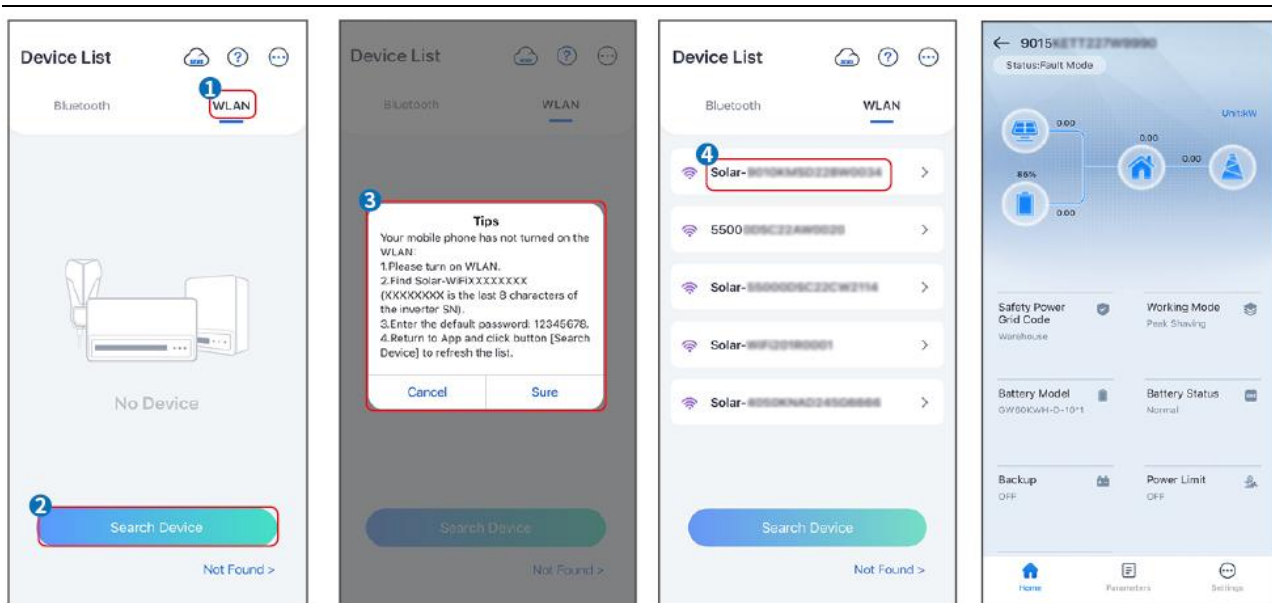 Device List
Bluetooth
1
WLAN
No Device
2
Search Device
Not Found >
Device List
Bluetooth
WLAN
3
Tips
Your mobile phone has not turned on the
WLAN:
1.Please turn on WLAN.
2.Find Solar-WiFiXXXXXXXX
(XXXXXXXX is the last 8 characters of
the inverter SN).
3.Enter the default password: 12345678.
4.Return to App and click button [Search
Device] to refresh the list.
Cancel
Sure
Search Device
Not Found >
Device List
Bluetooth
WLAN
4
Solar-
5500
Solar-
Solar-
Solar-
Search Device
Not Found >
9015
Status:Fault Mode
Unit:kW
0.00
0.00
0.00
86%
0.00
Safety Power
Grid Code
Warehouse
Working Mode
Peak Shaving
Battery Model
GW60KWH-D-10*1
Battery Status
Normal
Backup
OFF
Power Limit
OFF
Home
Parameters
Settings